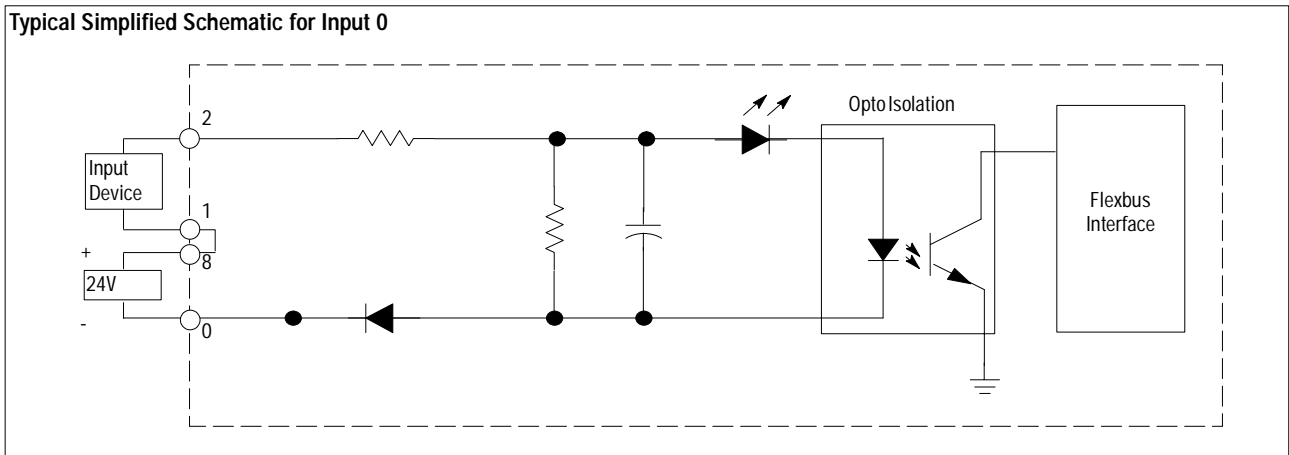 Typical Simplified Schematic for Input 0
2
Opto Isolation
Input
Device
1
Flexbus
Interface
+
8
24V
-
0